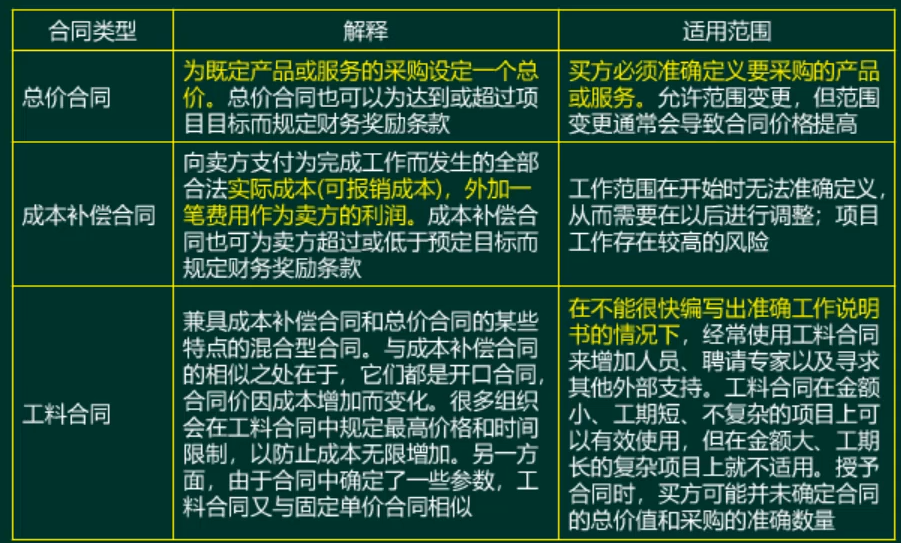 合同类型
解释
适用范围
总价合同
为既定产品或服务的采购设定一个总
价。总价合同也可以为达到或超过项
目目标而规定财务奖励条款
买方必须准确定义要采购的产品
或服务。允许范围变更，但范围
变更通常会导致合同价格提高
成本补偿合同
向卖方支付为完成工作而发生的全部
合法实际成本(可报销成本)，外加一
笔费用作为卖方的利润。成本补偿合
同也可为卖方超过或低于预定目标而
规定财务奖励条款
工作范围在开始时无法准确定义，
从而需要在以后进行调整；项目
工作存在较高的风险
工料合同
兼具成本补偿合同和总价合同的某些
特点的混合型合同。与成本补偿合同
的相似之处在于，它们都是开口合同，
合同价因成本增加而变化。很多组织
会在工料合同中规定最高价格和时间
限制，以防止成本无限增加。另一方
面，由于合同中确定了一些参数，工
料合同又与固定单价合同相似
在不能很快编写出准确工作说明
书的情况下，经常使用工料合同
来增加人员、聘请专家以及寻求
其他外部支持。工料合同在金额
小、工期短、不复杂的项目上可
以有效使用，但在金额大、工期
长的复杂项目上就不适用。授予
合同时，买方可能并未确定合同
的总价值和采购的准确数量